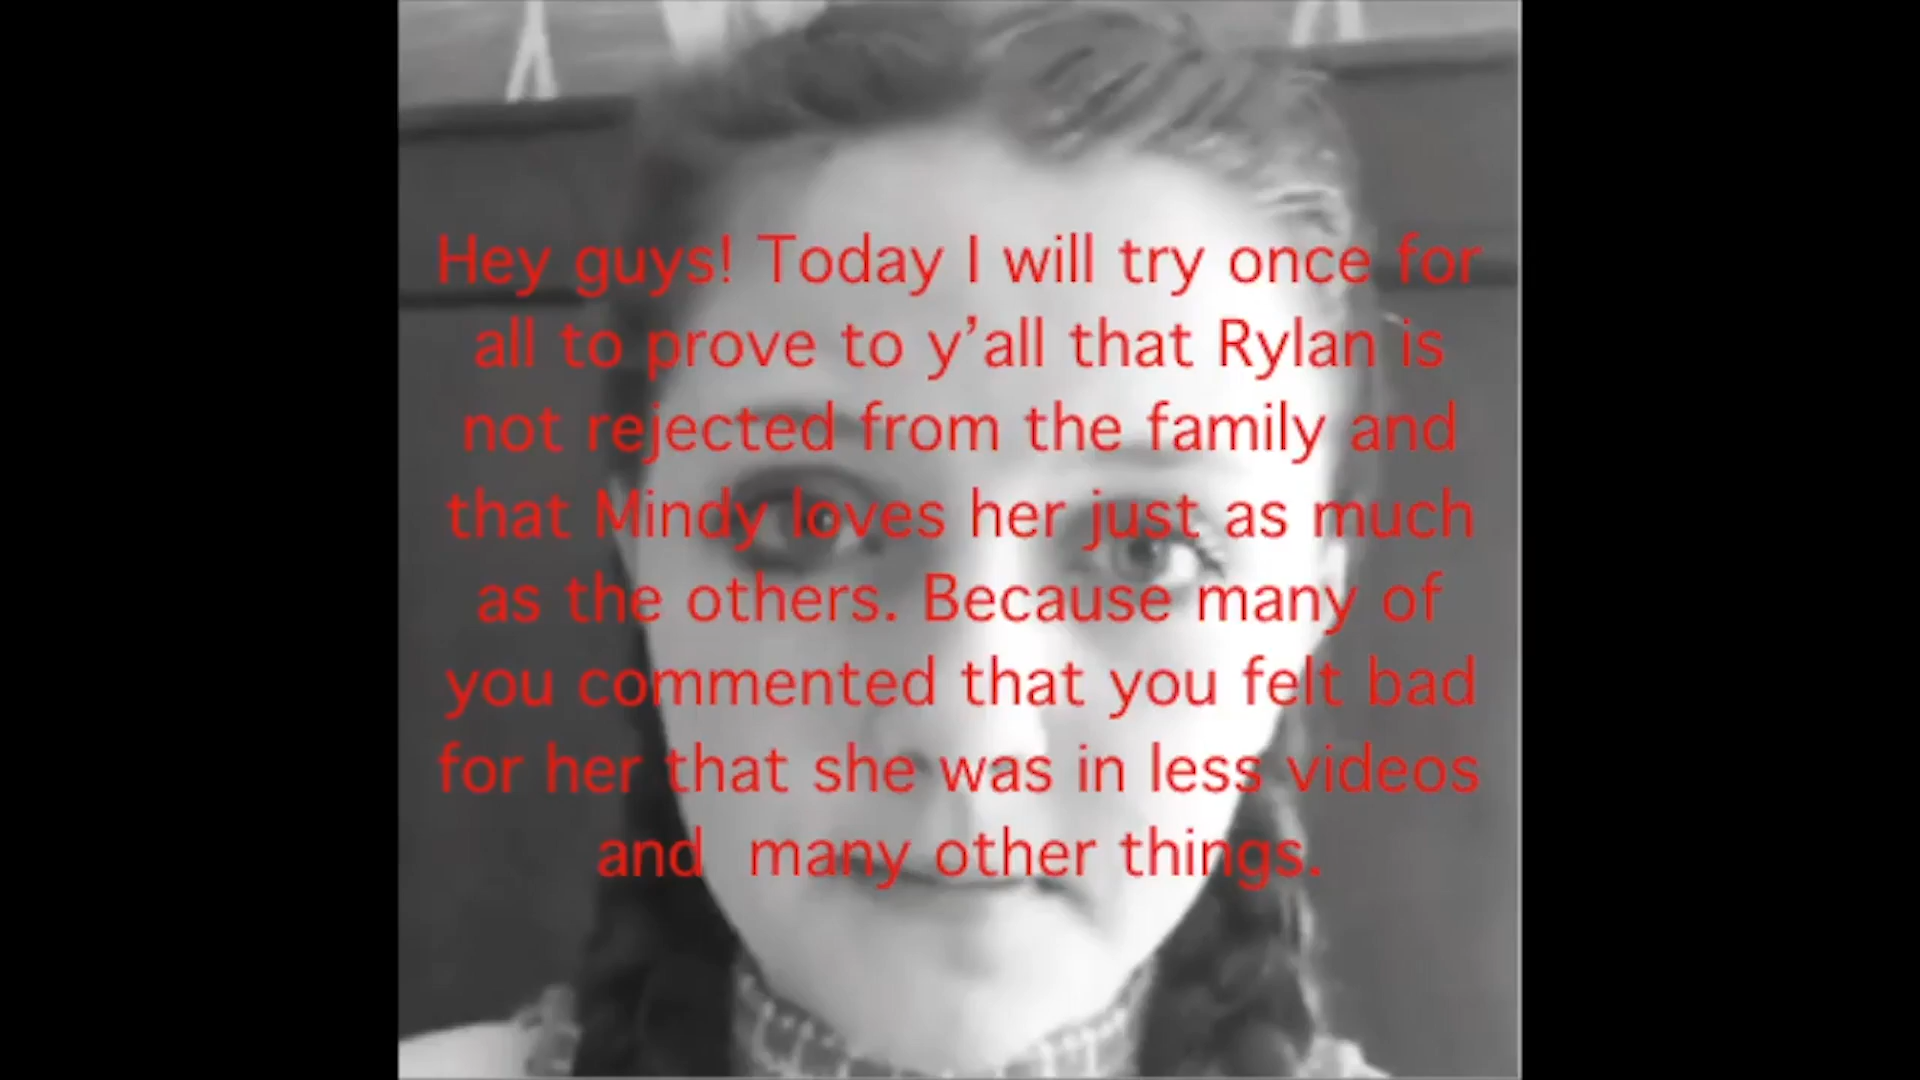 Hey guys! Today I will try once for
all to prove to y’all that Rylan is
not rejected from the family and
that Mindy loves her just as much
as the others. Because many of
you commented that you felt bad
for her that she was in less videos
and  many other things.